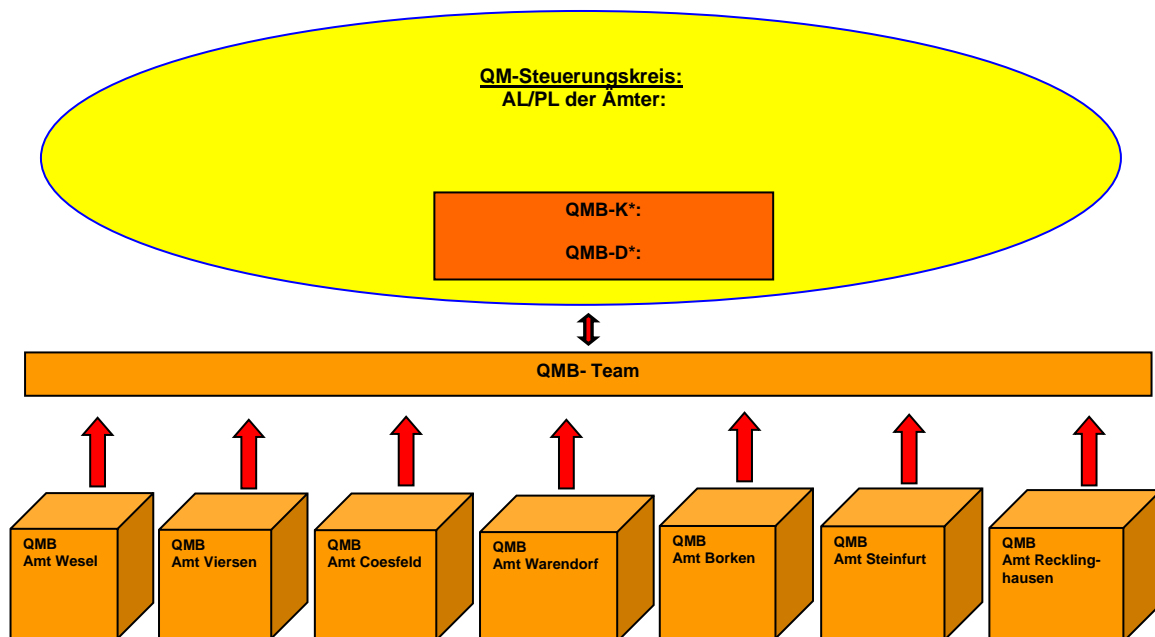 QM-Steuerungskreis:
AL/PL der Ämter:
QMB-K*:
QMB-D*:
QMB- Team
QMB
Amt Wesel
QMB
Amt Viersen
QMB
Amt Coesfeld
QMB
Amt Warendorf
QMB
Amt Borken
QMB
Amt Steinfurt
QMB
Amt Reckling-
hausen